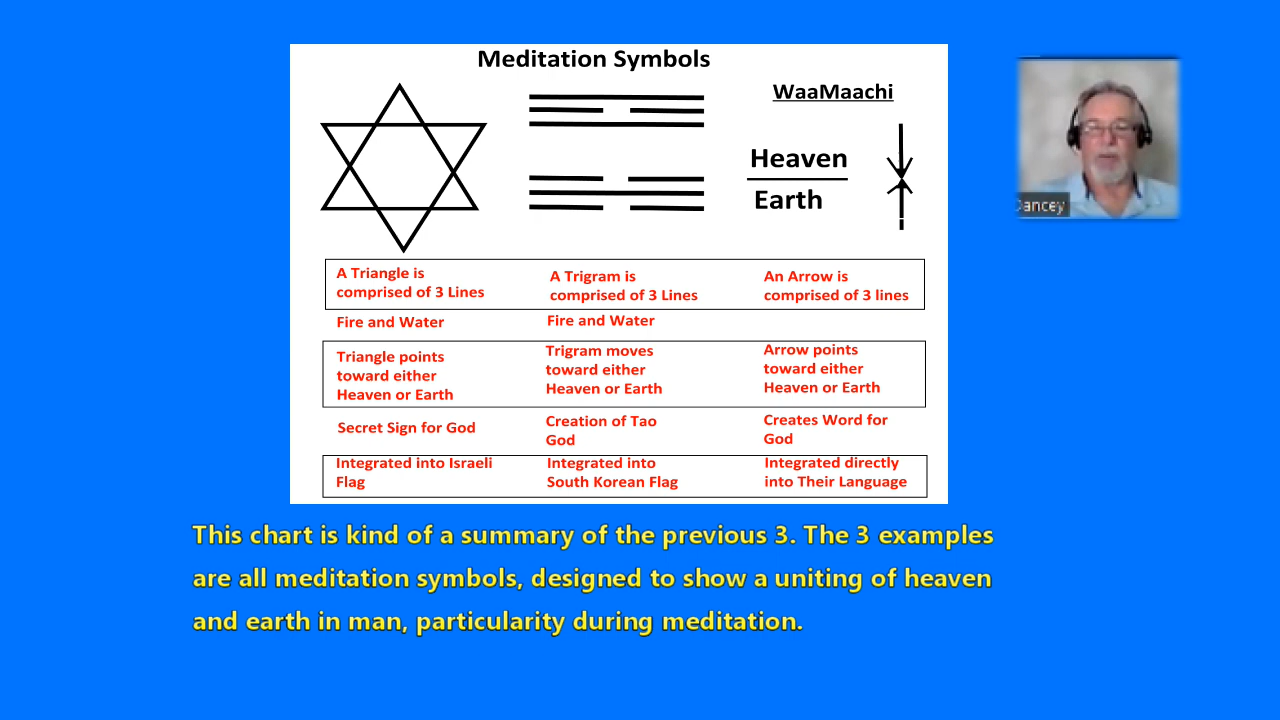 Meditation Symbols
WaaMaachi
Heaven
Earth
A Triangle is
comprised of 3 Lines
A Trigram is
comprised of 3 Lines
An Arrow is
comprised of 3 lines
Fire and Water
Fire and Water
Triangle points
toward either
Heaven or Earth
Trigram moves
toward either
Heaven or Earth
Arrow points
toward either
Heaven or Earth
Secret Sign for God
Creation of Tao
God
Creates Word for
God
Integrated into Israeli
Flag
Integrated into
South Korean Flag
Integrated directly
into Their Language
Dancey
This chart is kind of a summary of the previous 3. The 3 examples
are all meditation symbols, designed to show a uniting of heaven
and earth in man, particularity during meditation.